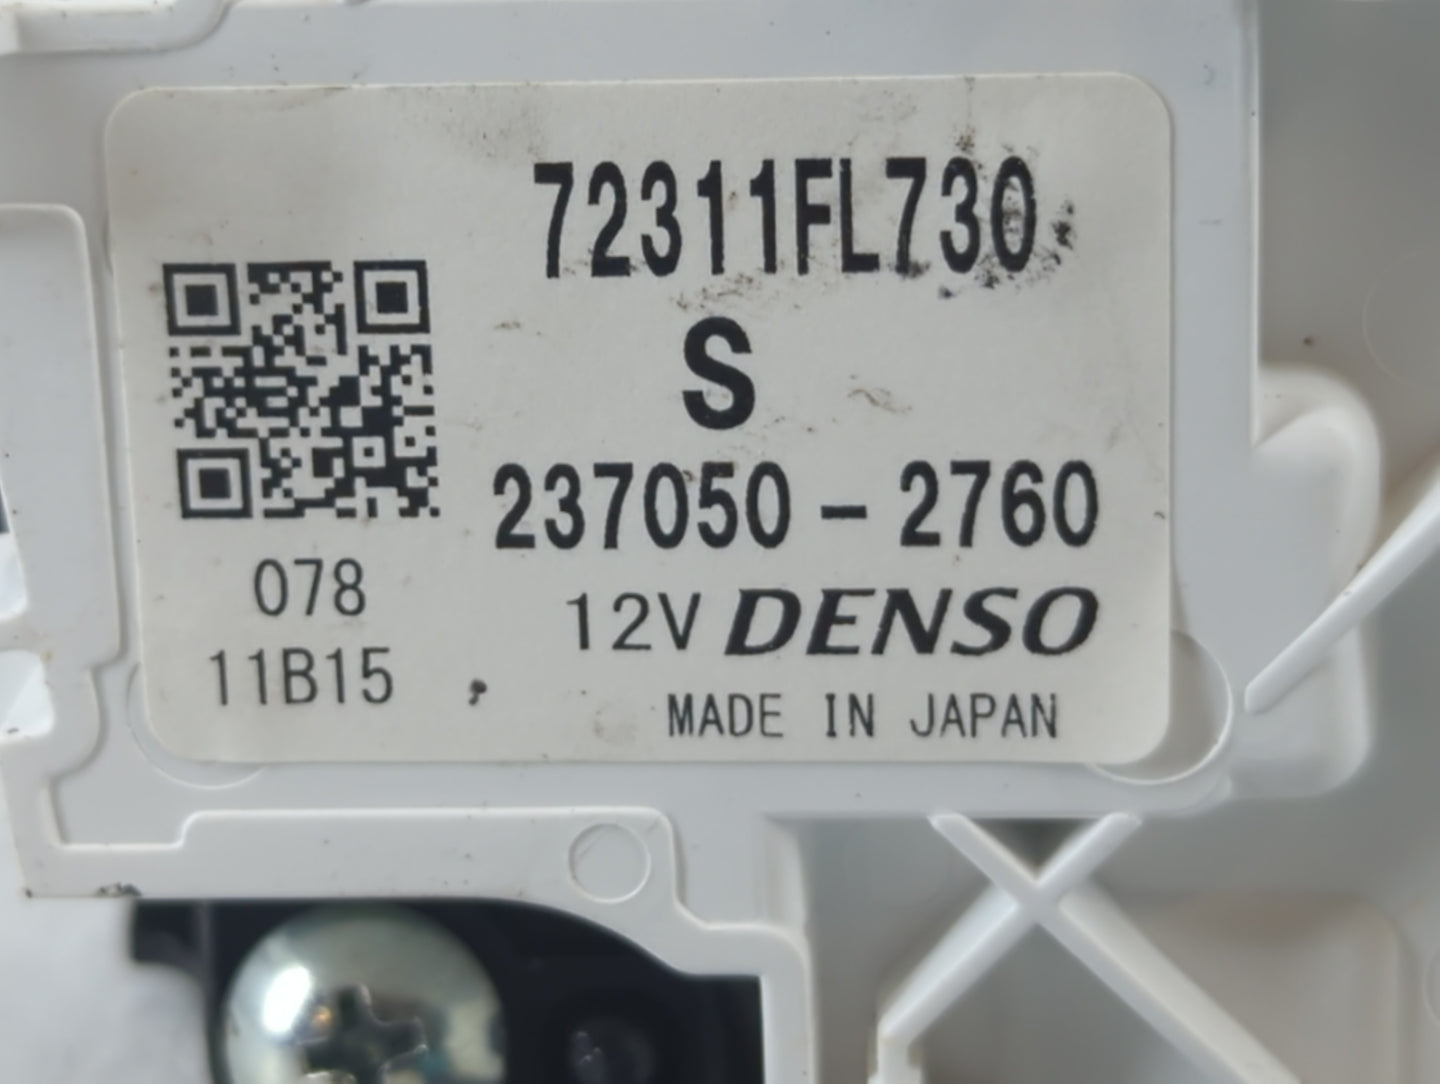 72311FL730
S
237050-2760
078
12V DENSO
11B15
MADE IN JAPAN